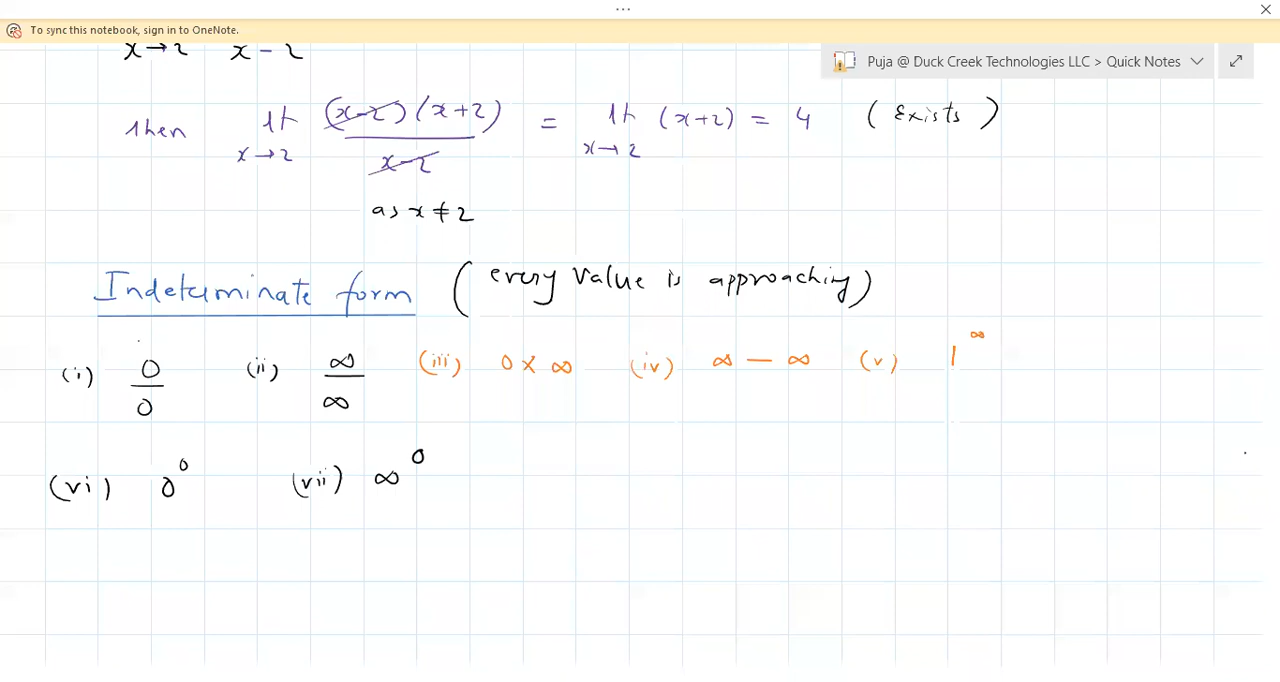 ...
To sync this notebook, sign in to OneNote.
x→2 x-2
Puja @ Duck Creek Technologies LLC > Quick Notes
then lt x→2 (x-2)(x+2) / x-2 = lt x→2 (x+2) = 4 (Exists)
as x≠2
Indeterminate form (every value is approaching)
(i) 0/0 (ii) ∞/∞ (iii) 0×∞ (iv) ∞-∞ (v) 1^∞
(vi) 0^0 (vii) ∞^0